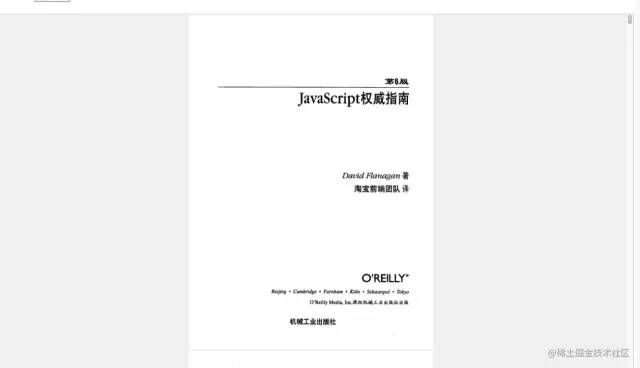 第6版
JavaScript权威指南
David Flanagan 著
淘宝前端团队 译
O'REILLY®
Beijing • Cambridge • Farnham • Köln • Sebastopol • Tokyo
O'Reilly Media, Inc.授权机械工业出版社出版
机械工业出版社
@稀土掘金技术社区